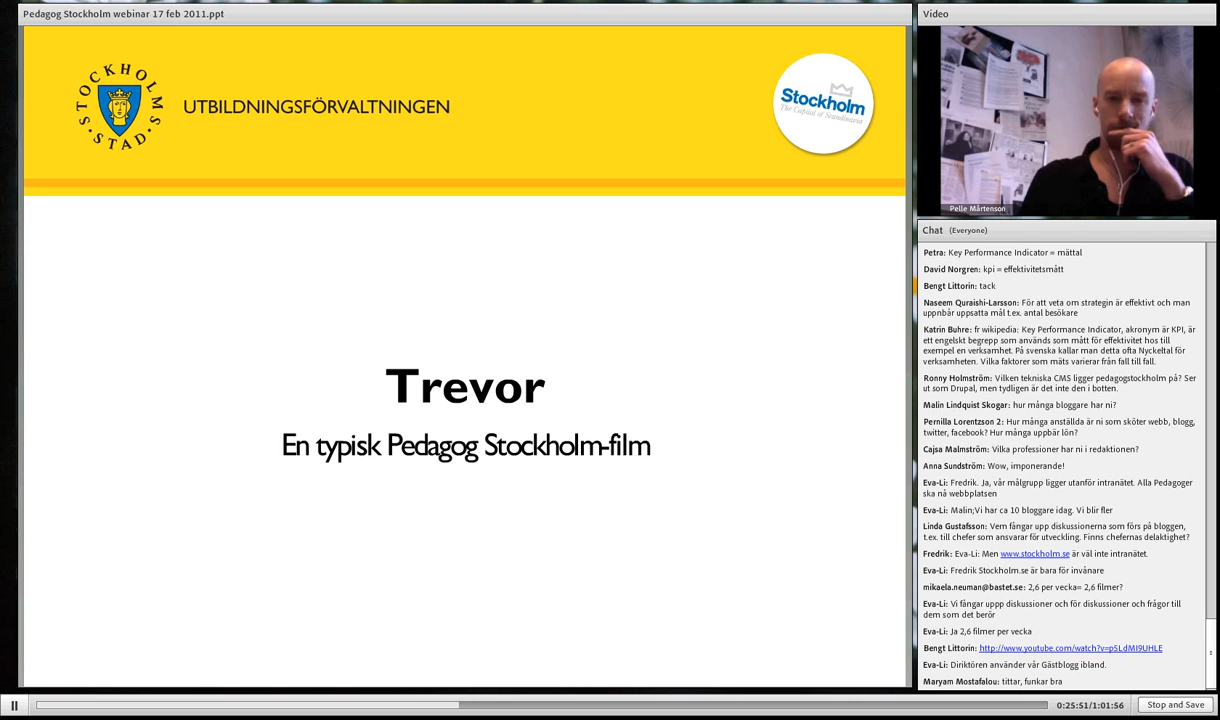 Pedagog Stockholm webinar 17 feb 2011.ppt
STOCKHOLMS
STAD
UTBILDNINGSFÖRVALTNINGEN
Stockholm
The Capital of Scandinavia
Trevor
En typisk Pedagog Stockholm-film
Video
Pelle Mårtenson
Chat (Everyone)
Petra: Key Performance Indicator = mättal
David Norgren: kpi = effektivitetsmått
Bengt Littorin: tack
Naseem Quraishi-Larsson: För att veta om strategin är effektivt och man
uppnbår uppsatta mål t.ex. antal besökare
Katrin Buhre: fr wikipedia: Key Performance Indicator, akronym är KPI, är
ett engelskt begrepp som används som mått för effektivitet hos till
exempel en verksamhet. På svenska kallar man detta ofta Nyckeltal för
verksamheten. Vilka faktorer som mäts varierar från fall till fall.
Ronny Holmström: Vilken tekniska CMS ligger pedagogstockholm på? Ser
ut som Drupal, men tydligen är det inte den i botten.
Malin Lindquist Skogar: hur många bloggare har ni?
Pernilla Lorentzson 2: Hur många anställda är ni som sköter webb, blogg,
twitter, facebook? Hur många uppbär lön?
Cajsa Malmström: Vilka professioner har ni i redaktionen?
Anna Sundström: Wow, imponerande!
Eva-Li: Fredrik. Ja, vår målgrupp ligger utanför intranätet. Alla Pedagoger
ska nå webbplatsen
Eva-Li: Malin;Vi har ca 10 bloggare idag. Vi blir fler
Linda Gustafsson: Vem fångar upp diskussionerna som förs på bloggen,
t.ex. till chefer som ansvarar för utveckling. Finns chefernas delaktighet?
Fredrik: Eva-Li: Men www.stockholm.se är väl inte intranätet.
Eva-Li: Fredrik Stockholm.se är bara för invånare
mikaela.neuman@bastet.se: 2,6 per vecka= 2,6 filmer?
Eva-Li: Vi fångar uppp diskussioner och för diskussioner och frågor till
dem som det berör
Eva-Li: Ja 2,6 filmer per vecka
Bengt Littorin: http://www.youtube.com/watch?v=p5LdMI9UHLE
Eva-Li: Diriktören använder vår Gästblogg ibland.
Maryam Mostafalou: tittar, funkar bra
0:25:51/1:01:56
Stop and Save